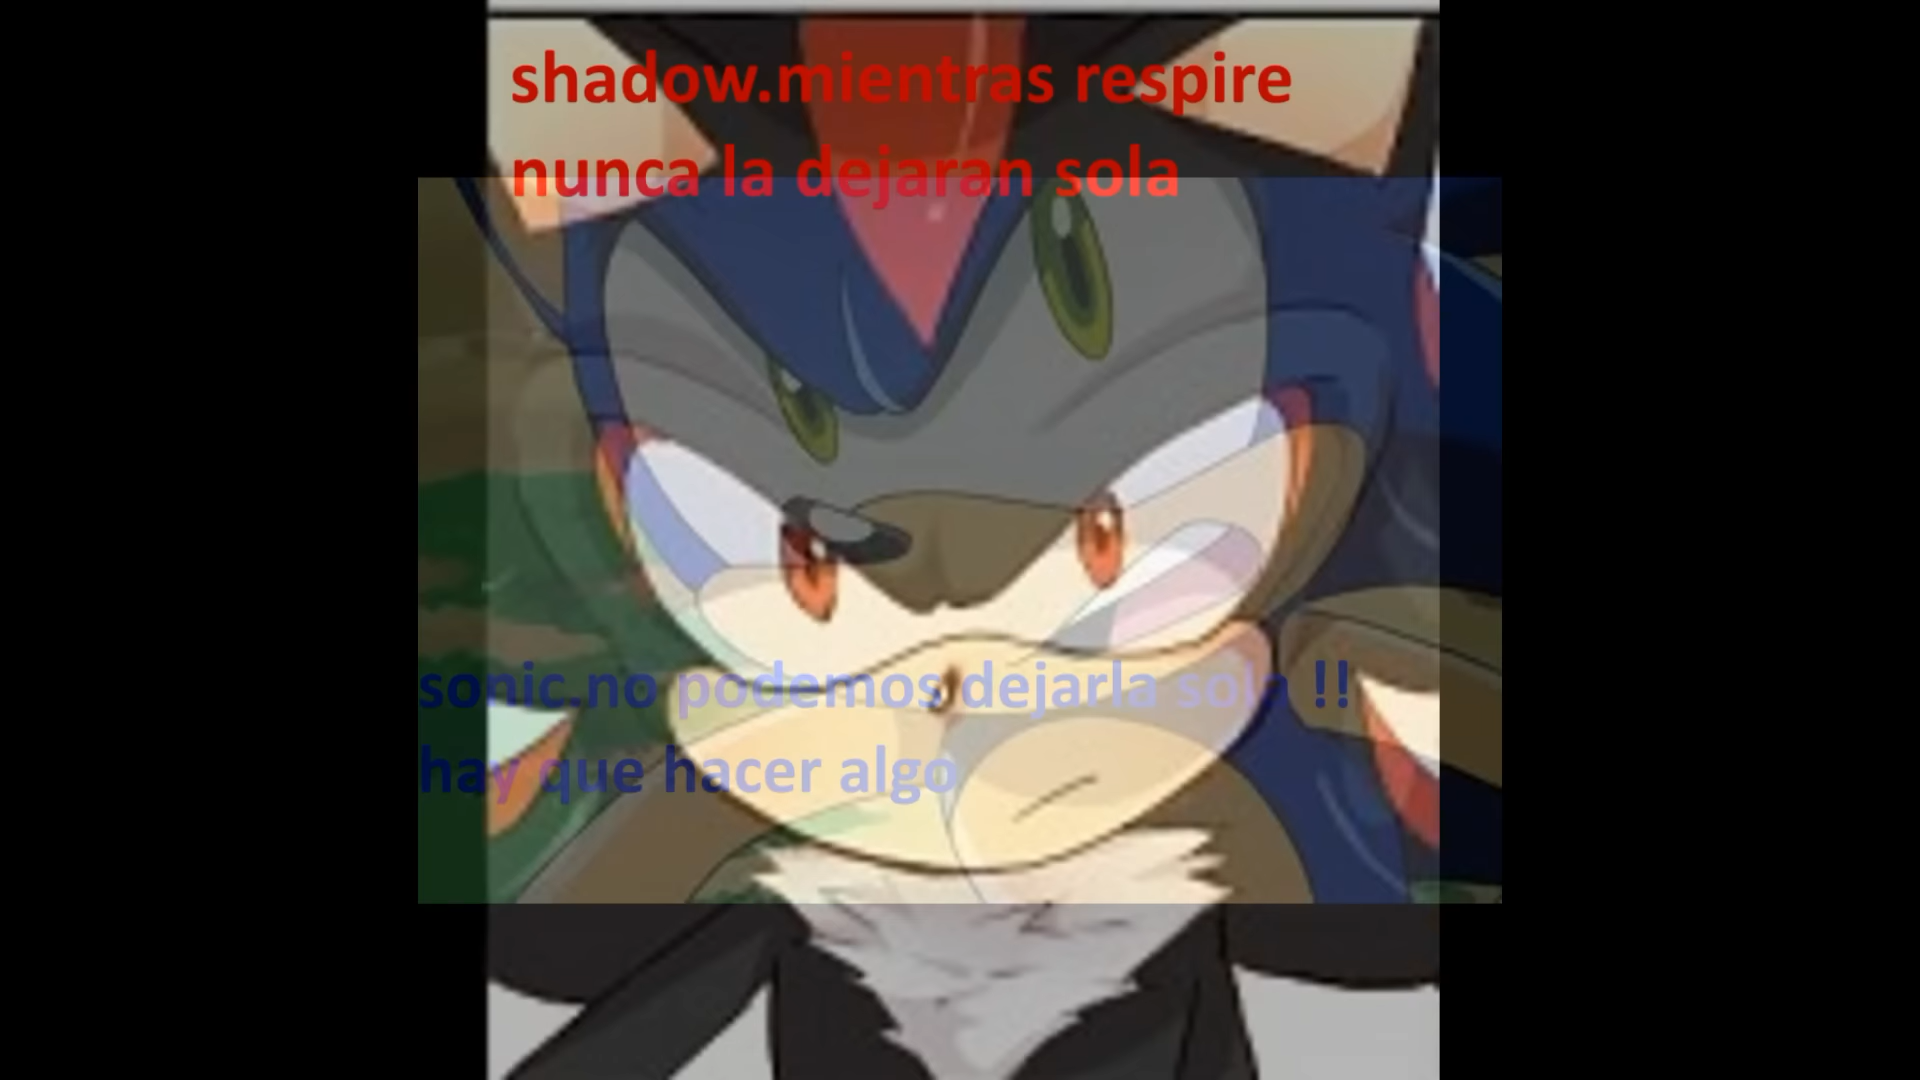 shadow.mientras respire
nunca la dejaran sola
sonic.no podemos dejarla sola !!
hay que hacer algo